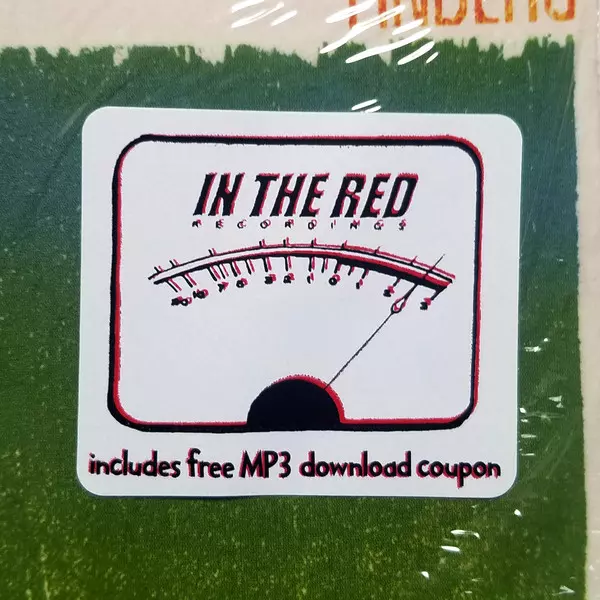 IN THE RED
RECORDINGS
includes free MP3 download coupon